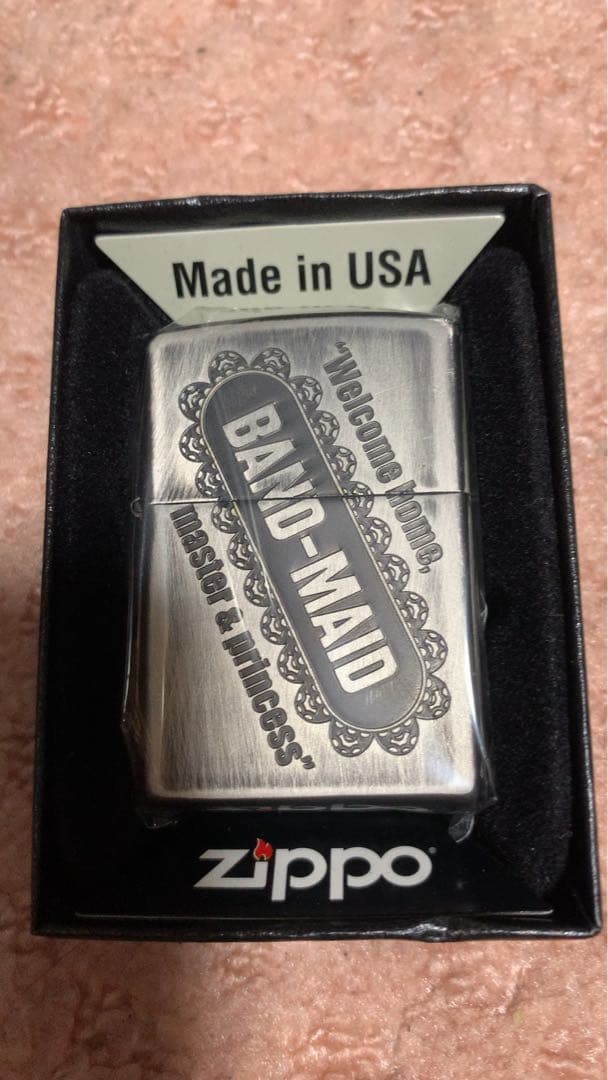 Made in USA
"Welcome home,
BAND-MAID
master & princess"
zippo